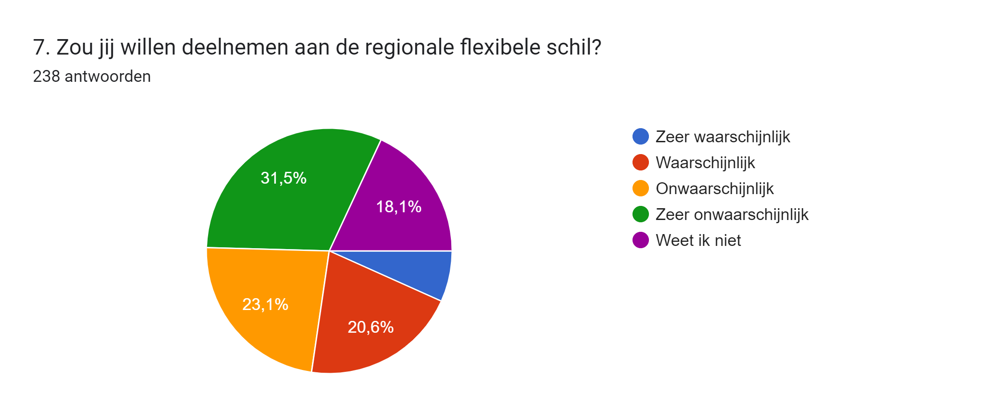 7. Zou jij willen deelnemen aan de regionale flexibele schil?
238 antwoorden
31,5%
18,1%
23,1%
20,6%
Zeer waarschijnlijk
Waarschijnlijk
Onwaarschijnlijk
Zeer onwaarschijnlijk
Weet ik niet